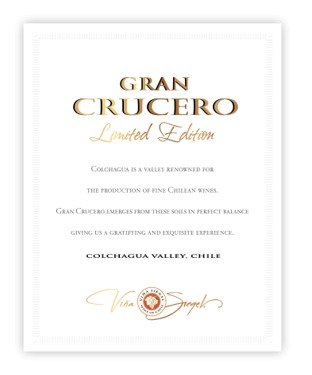 GRAN
CRUCERO
Limited Edition
COLCHAGUA IS A VALLEY RENOWNED FOR
THE PRODUCTION OF FINE CHILEAN WINES.
GRAN CRUCERO EMERGES FROM THESE SOILS IN PERFECT BALANCE
GIVING US A GRATIFYING AND EXQUISITE EXPERIENCE.
COLCHAGUA VALLEY, CHILE
Viña Siegel